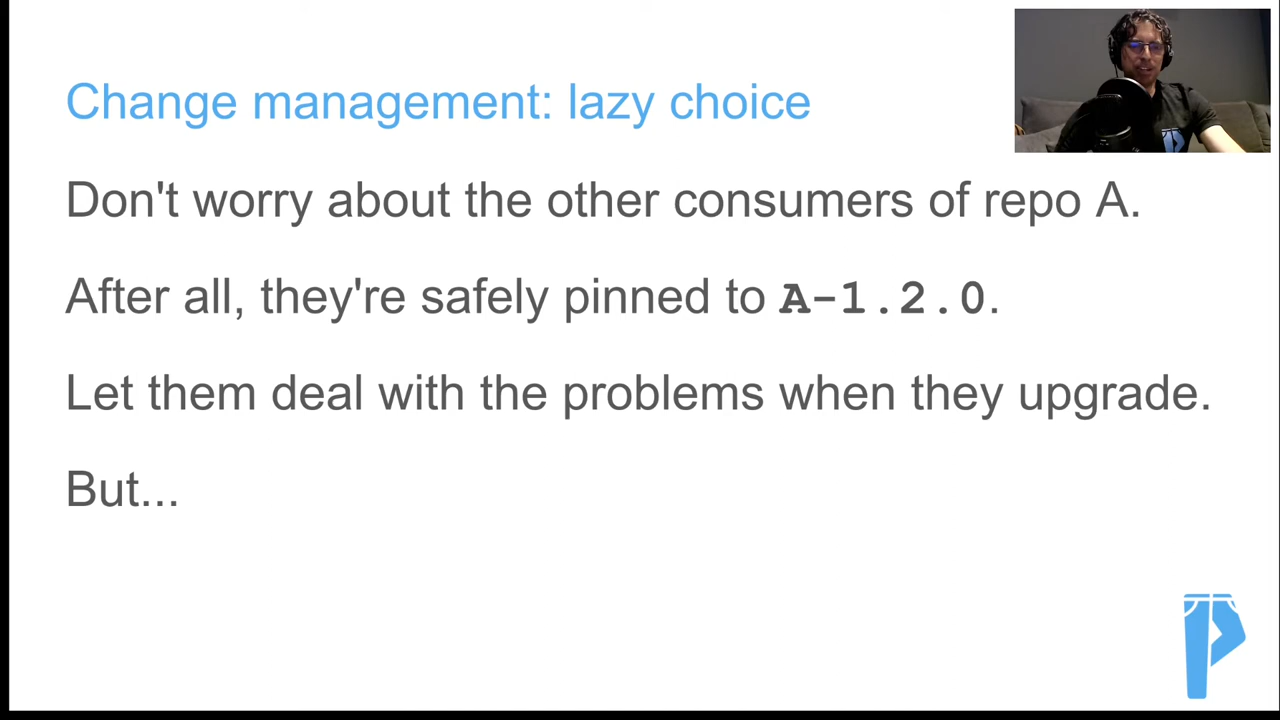 Change management: lazy choice
Don't worry about the other consumers of repo A.
After all, they're safely pinned to A-1.2.0.
Let them deal with the problems when they upgrade.
But...